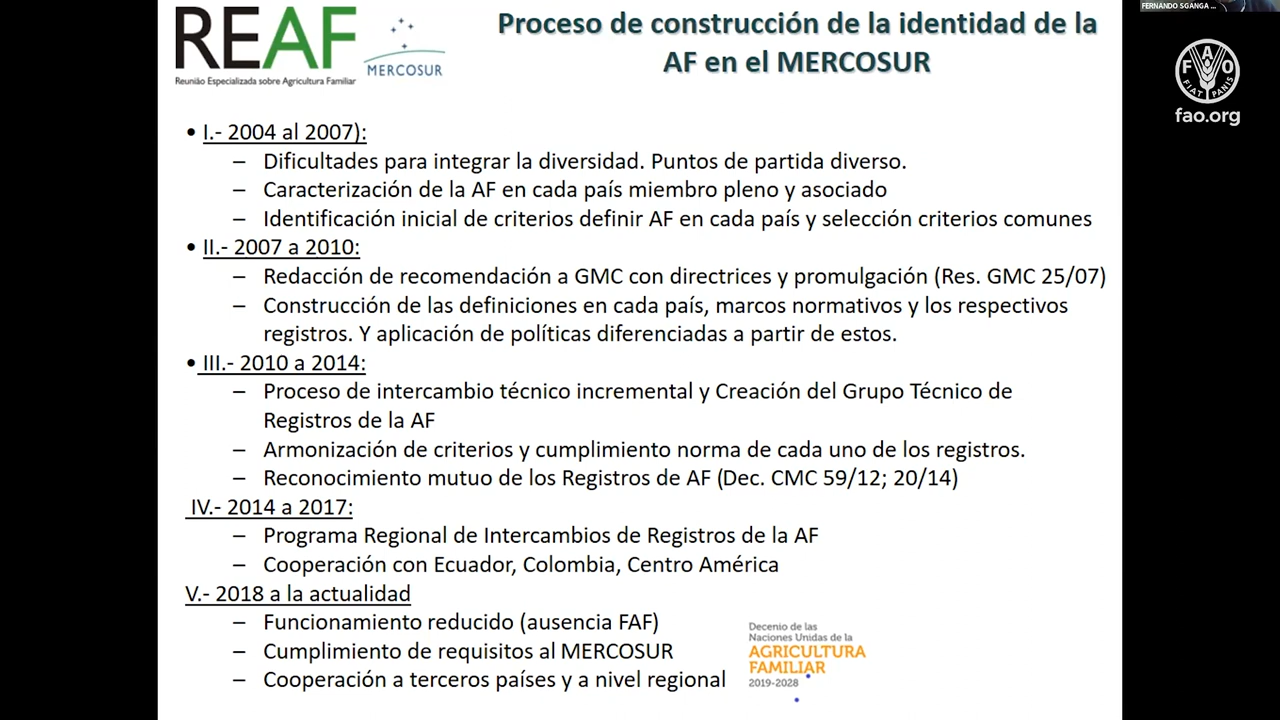 FERNANDO SGANGA ...
REAF
Reunião Especializada sobre Agricultura Familiar
MERCOSUR
Proceso de construcción de la identidad de la
AF en el MERCOSUR
FAO
FIAT PANIS
fao.org
• I.- 2004 al 2007):
– Dificultades para integrar la diversidad. Puntos de partida diverso.
– Caracterización de la AF en cada país miembro pleno y asociado
– Identificación inicial de criterios definir AF en cada país y selección criterios comunes
• II.- 2007 a 2010:
– Redacción de recomendación a GMC con directrices y promulgación (Res. GMC 25/07)
– Construcción de las definiciones en cada país, marcos normativos y los respectivos
registros. Y aplicación de políticas diferenciadas a partir de estos.
• III.- 2010 a 2014:
– Proceso de intercambio técnico incremental y Creación del Grupo Técnico de
Registros de la AF
– Armonización de criterios y cumplimiento norma de cada uno de los registros.
– Reconocimiento mutuo de los Registros de AF (Dec. CMC 59/12; 20/14)
IV.- 2014 a 2017:
– Programa Regional de Intercambios de Registros de la AF
– Cooperación con Ecuador, Colombia, Centro América
V.- 2018 a la actualidad
– Funcionamiento reducido (ausencia FAF)
– Cumplimiento de requisitos al MERCOSUR
– Cooperación a terceros países y a nivel regional
Decenio de las
Naciones Unidas de la
AGRICULTURA
FAMILIAR
2019-2028